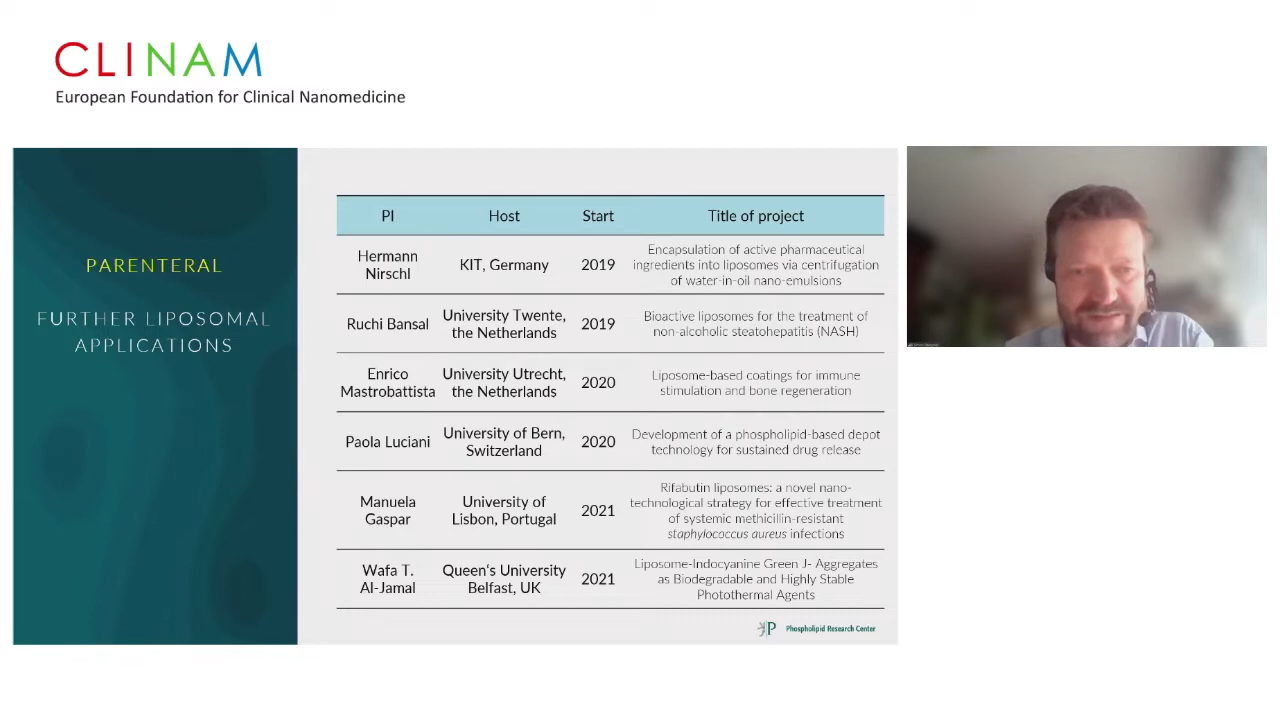 CLINAM
European Foundation for Clinical Nanomedicine
PARENTERAL
FURTHER LIPOSOMAL
APPLICATIONS
PI Host Start Title of project
Hermann
Nirschl
KIT, Germany
2019
Encapsulation of active pharmaceutical
ingredients into liposomes via centrifugation
of water-in-oil nano-emulsions
Ruchi Bansal
University Twente,
the Netherlands
2019
Bioactive liposomes for the treatment of
non-alcoholic steatohepatitis (NASH)
Enrico
Mastrobattista
University Utrecht,
the Netherlands
2020
Liposome-based coatings for immune
stimulation and bone regeneration
Paola Luciani
University of Bern,
Switzerland
2020
Development of a phospholipid-based depot
technology for sustained drug release
Manuela
Gaspar
University of
Lisbon, Portugal
2021
Rifabutin liposomes: a novel nano-
technological strategy for effective treatment
of systemic methicillin-resistant
staphylococcus aureus infections
Wafa T.
Al-Jamal
Queen's University
Belfast, UK
2021
Liposome-Indocyanine Green J- Aggregates
as Biodegradable and Highly Stable
Photothermal Agents
P Phospholipid Research Center